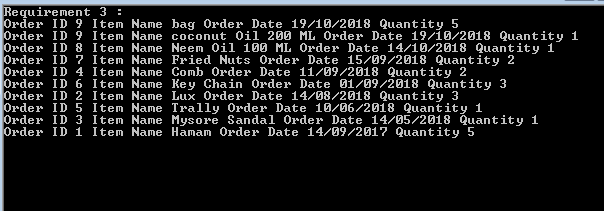 Requirement 3 :
Order ID 9 Item Name bag Order Date 19/10/2018 Quantity 5
Order ID 9 Item Name coconut Oil 200 ML Order Date 19/10/2018 Quantity 1
Order ID 8 Item Name Neem Oil 100 ML Order Date 14/10/2018 Quantity 1
Order ID 7 Item Name Fried Nuts Order Date 15/09/2018 Quantity 2
Order ID 4 Item Name Comb Order Date 11/09/2018 Quantity 2
Order ID 6 Item Name Key Chain Order Date 01/09/2018 Quantity 3
Order ID 2 Item Name Lux Order Date 14/08/2018 Quantity 3
Order ID 5 Item Name Trally Order Date 10/06/2018 Quantity 1
Order ID 3 Item Name Mysore Sandal Order Date 14/05/2018 Quantity 1
Order ID 1 Item Name Hamam Order Date 14/09/2017 Quantity 5